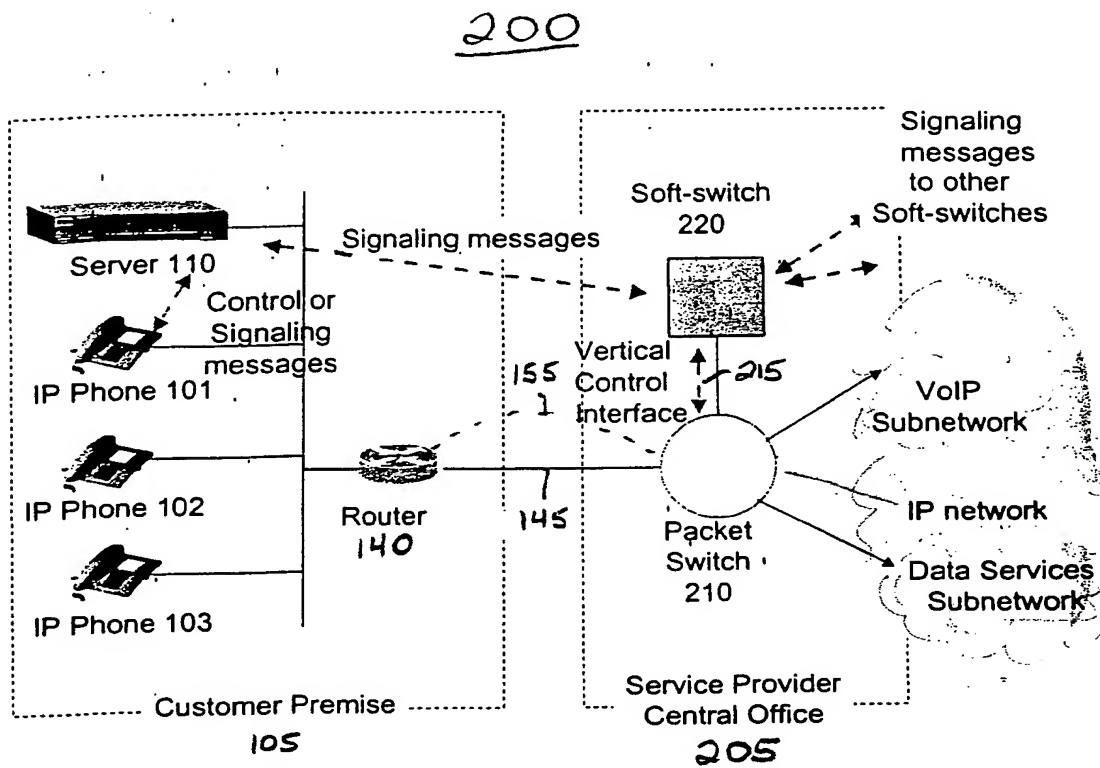 200
Signaling
messages
to other
Soft-switches
Soft-switch
220
Signaling messages
Server 110
Control or
Signaling
messages
IP Phone 101
155
Vertical
Control
Interface
215
VoIP
Subnetwork
IP Phone 102
Router
140
145
Packet
Switch
210
IP network
Data Services
Subnetwork
IP Phone 103
Customer Premise
105
Service Provider
Central Office
205